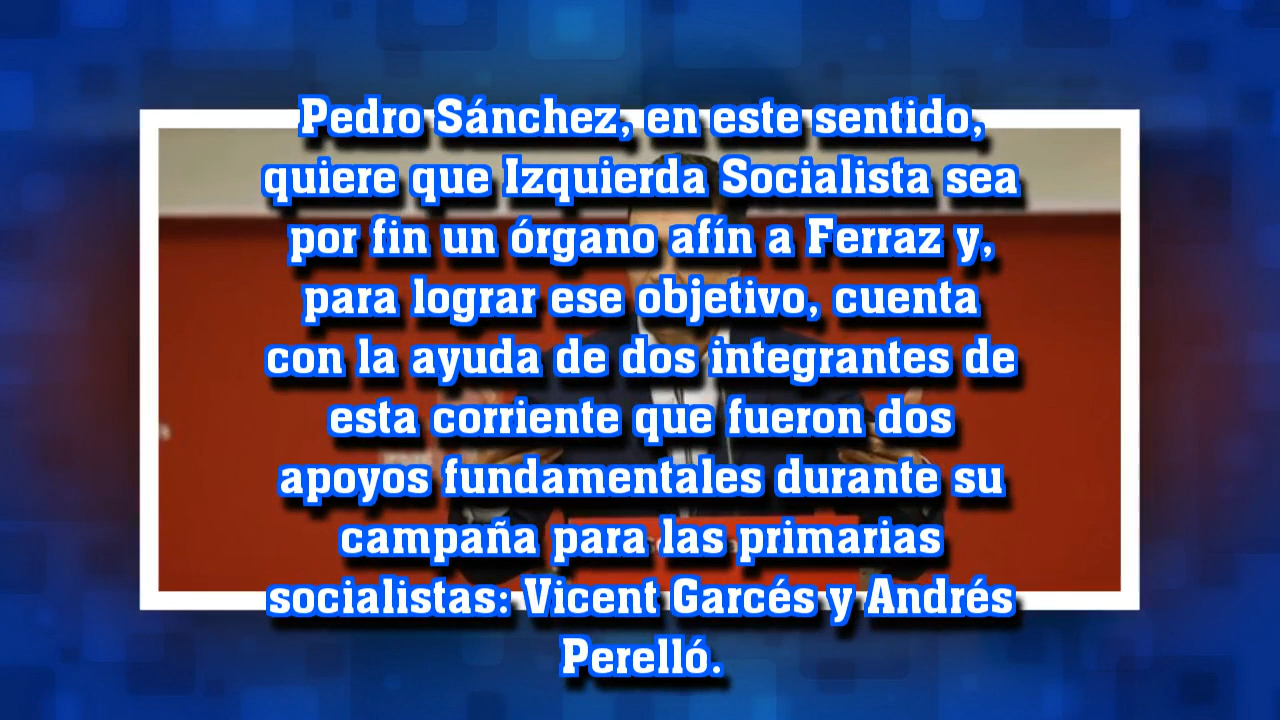 Pedro Sánchez, en este sentido,
quiere que Izquierda Socialista sea
por fin un órgano afín a Ferraz y,
para lograr ese objetivo, cuenta
con la ayuda de dos integrantes de
esta corriente que fueron dos
apoyos fundamentales durante su
campaña para las primarias
socialistas: Vicent Garcés y Andrés
Perelló.